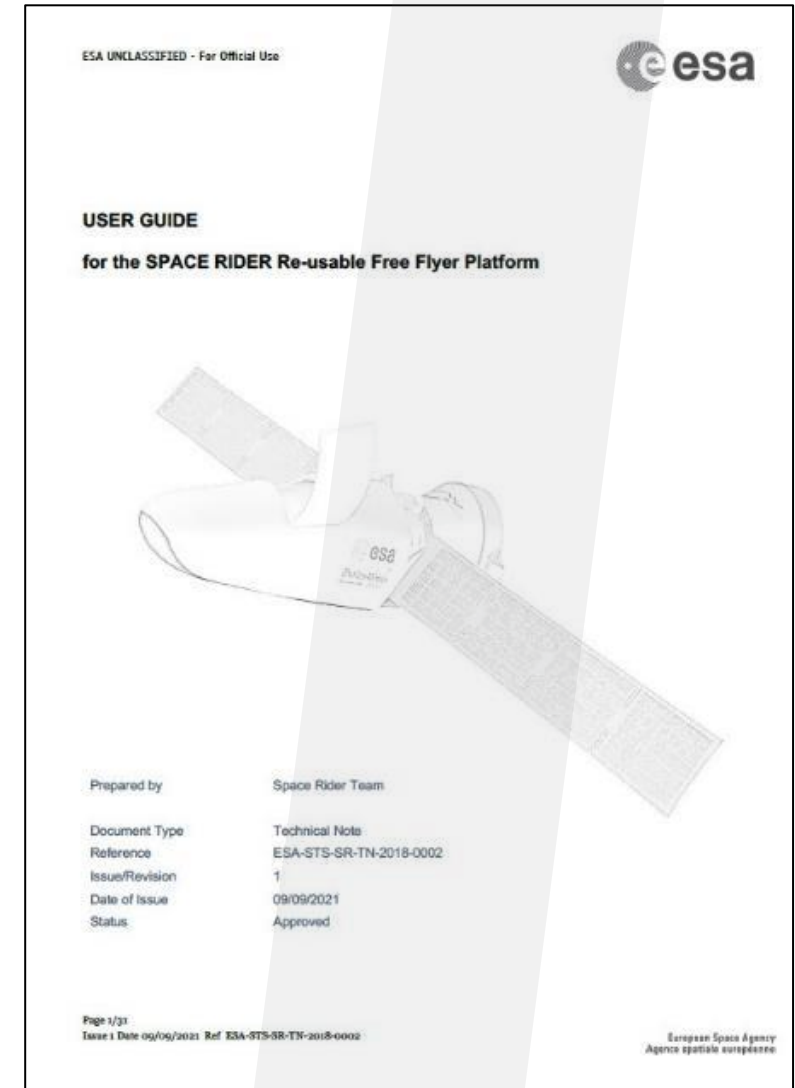 ESA UNCLASSIFIED - For Official Use
esa
USER GUIDE
for the SPACE RIDER Re-usable Free Flyer Platform
esa
Prepared by Space Rider Team
Document Type Technical Note
Reference ESA-STS-SR-TN-2018-0002
Issue/Revision 1
Date of Issue 09/09/2021
Status Approved
Page 1/31
Issue 1 Date 09/09/2021 Ref ESA-STS-SR-TN-2018-0002
European Space Agency
Agence spatiale européenne